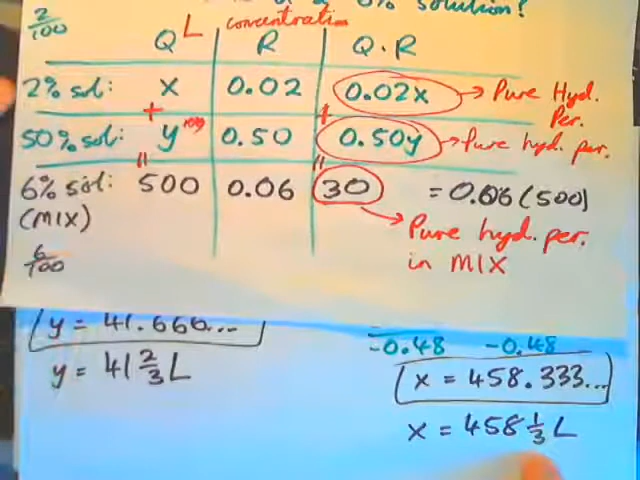 2/100 solution?
Q L concentration R Q.R
2% sol: x 0.02 0.02x → Pure Hyd. Per.
+ +
50% sol: y 0.50 0.50y → Pure hyd. per.
= =
6% sol: 500 0.06 30 = 0.06(500)
(MIX) → Pure hyd. per.
6/100 in MIX
y = 41.666...
-0.48 -0.48
y = 41 2/3 L x = 458.333...
x = 458 1/3 L